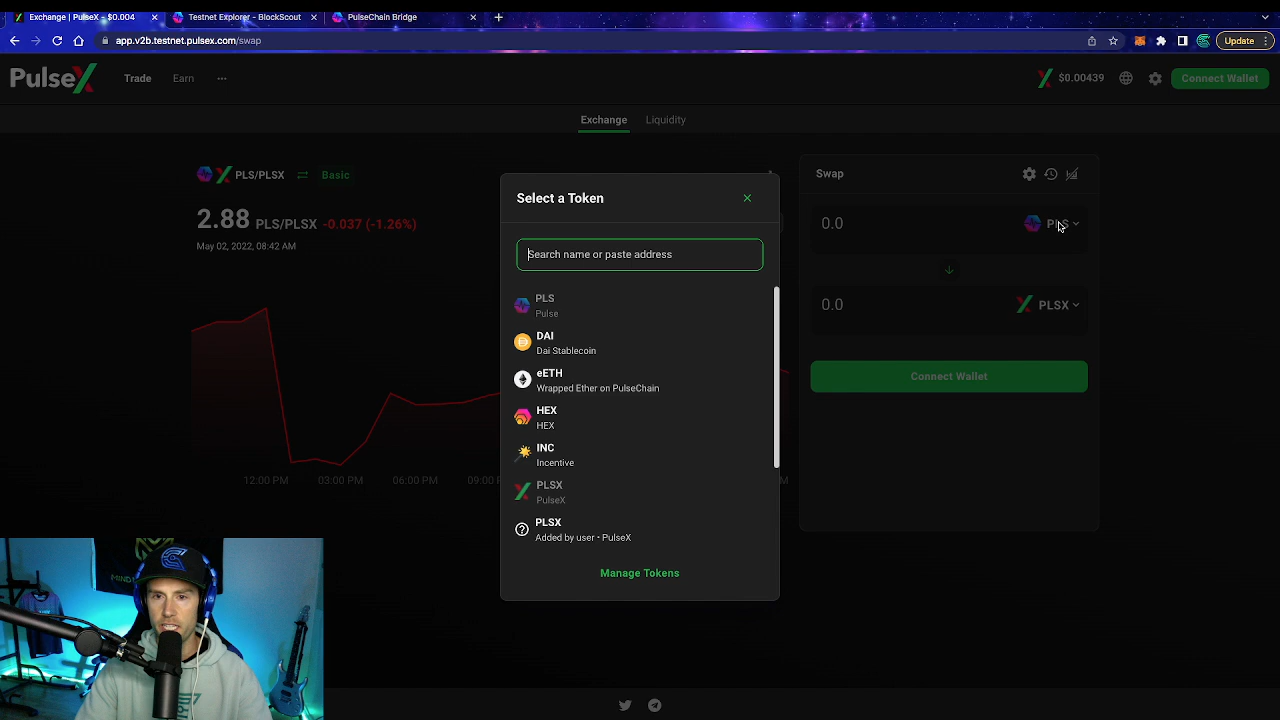 Exchange | PulseX - $0.004
Testnet Explorer - BlockScout
PulseChain Bridge
app.v2b.testnet.pulsex.com/swap
Update
PulseX
Trade
Earn
$0.00439
Connect Wallet
Exchange
Liquidity
PLS/PLSX
Basic
2.88 PLS/PLSX -0.037 (-1.26%)
May 02, 2022, 08:42 AM
12:00 PM
03:00 PM
06:00 PM
Select a Token
Search name or paste address
PLS
Pulse
DAI
Dai Stablecoin
eETH
Wrapped Ether on PulseChain
HEX
HEX
INC
Incentive
PLSX
PulseX
PLSX
Added by user • PulseX
Manage Tokens
Swap
0.0
PLS
0.0
PLSX
Connect Wallet